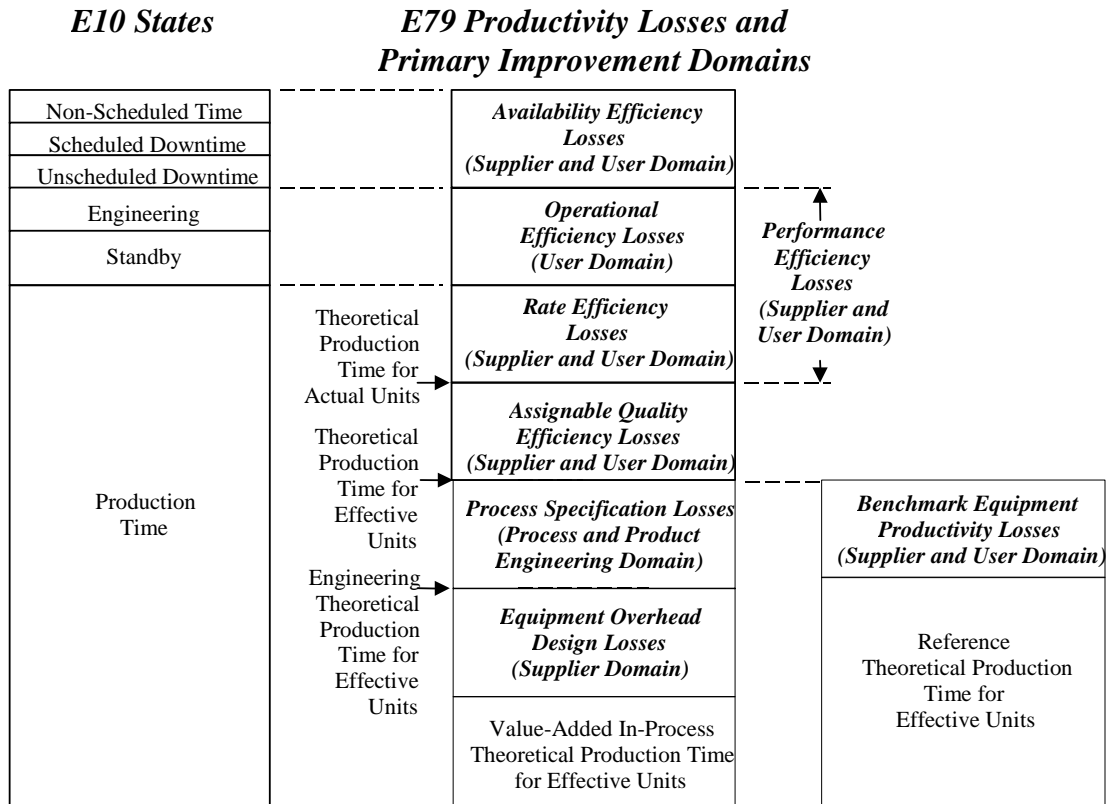 E10 States
E79 Productivity Losses and
Primary Improvement Domains
Non-Scheduled Time
Scheduled Downtime
Unscheduled Downtime
Engineering
Standby
Production
Time
Theoretical
Production
Time for
Actual Units
Theoretical
Production
Time for
Effective
Units
Engineering
Theoretical
Production
Time for
Effective
Units
Availability Efficiency
Losses
(Supplier and User Domain)
Operational
Efficiency Losses
(User Domain)
Rate Efficiency
Losses
(Supplier and User Domain)
Assignable Quality
Efficiency Losses
(Supplier and User Domain)
Process Specification Losses
(Process and Product
Engineering Domain)
Equipment Overhead
Design Losses
(Supplier Domain)
Value-Added In-Process
Theoretical Production Time
for Effective Units
Performance
Efficiency
Losses
(Supplier and
User Domain)
Benchmark Equipment
Productivity Losses
(Supplier and User Domain)
Reference
Theoretical Production
Time for
Effective Units